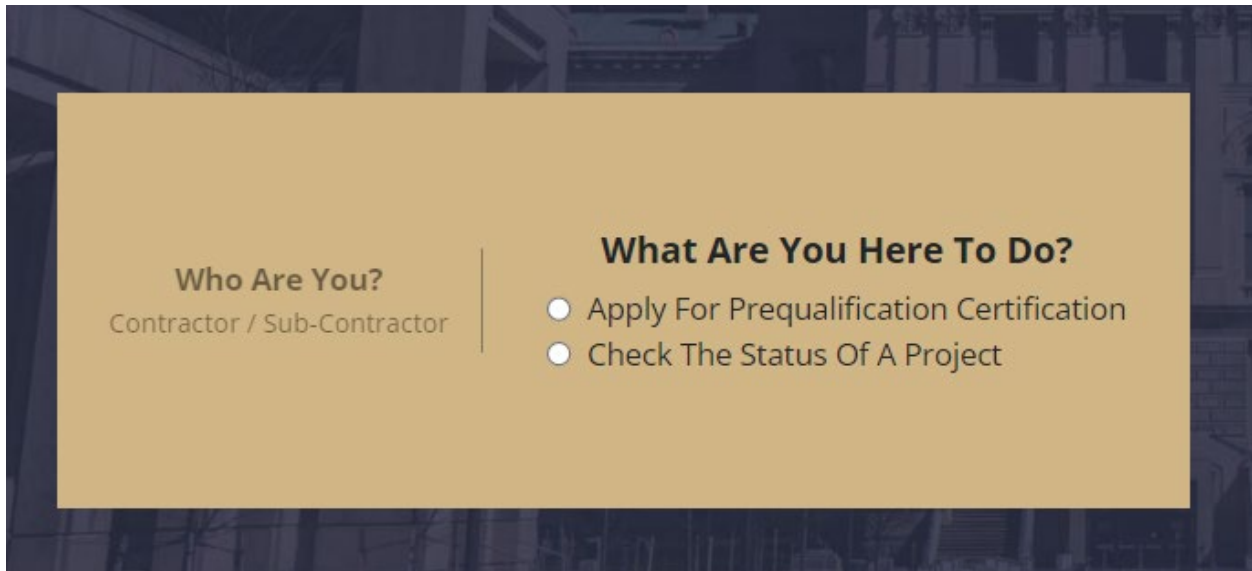 Who Are You?
Contractor / Sub-Contractor
What Are You Here To Do?
Apply For Prequalification Certification
Check The Status Of A Project